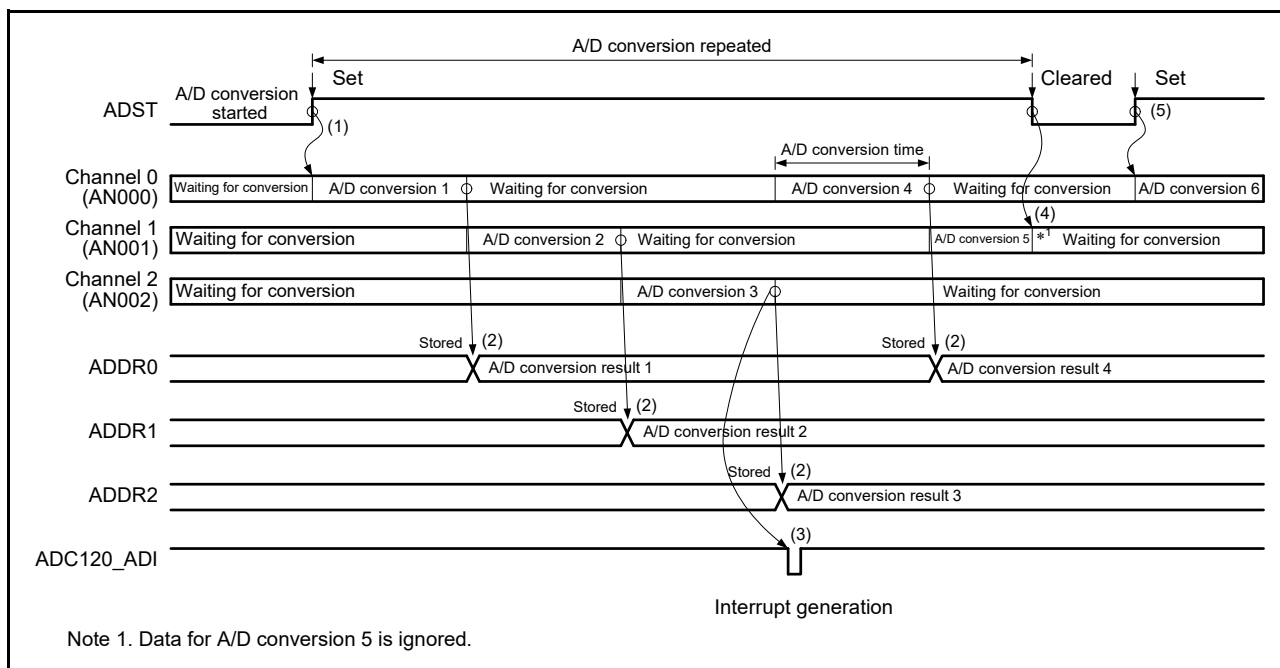 A/D conversion repeated
Set
Cleared
Set
A/D conversion
started
ADST
(1)
(5)
A/D conversion time
Channel 0
(AN000)
Waiting for conversion
A/D conversion 1
Waiting for conversion
A/D conversion 4
Waiting for conversion
A/D conversion 6
(4)
Channel 1
(AN001)
Waiting for conversion
A/D conversion 2
Waiting for conversion
A/D conversion 5
*1
Waiting for conversion
Channel 2
(AN002)
Waiting for conversion
A/D conversion 3
Waiting for conversion
Stored
(2)
Stored
(2)
ADDR0
A/D conversion result 1
A/D conversion result 4
Stored
(2)
ADDR1
A/D conversion result 2
Stored
(2)
ADDR2
A/D conversion result 3
(3)
ADC120_ADI
Interrupt generation
Note 1. Data for A/D conversion 5 is ignored.